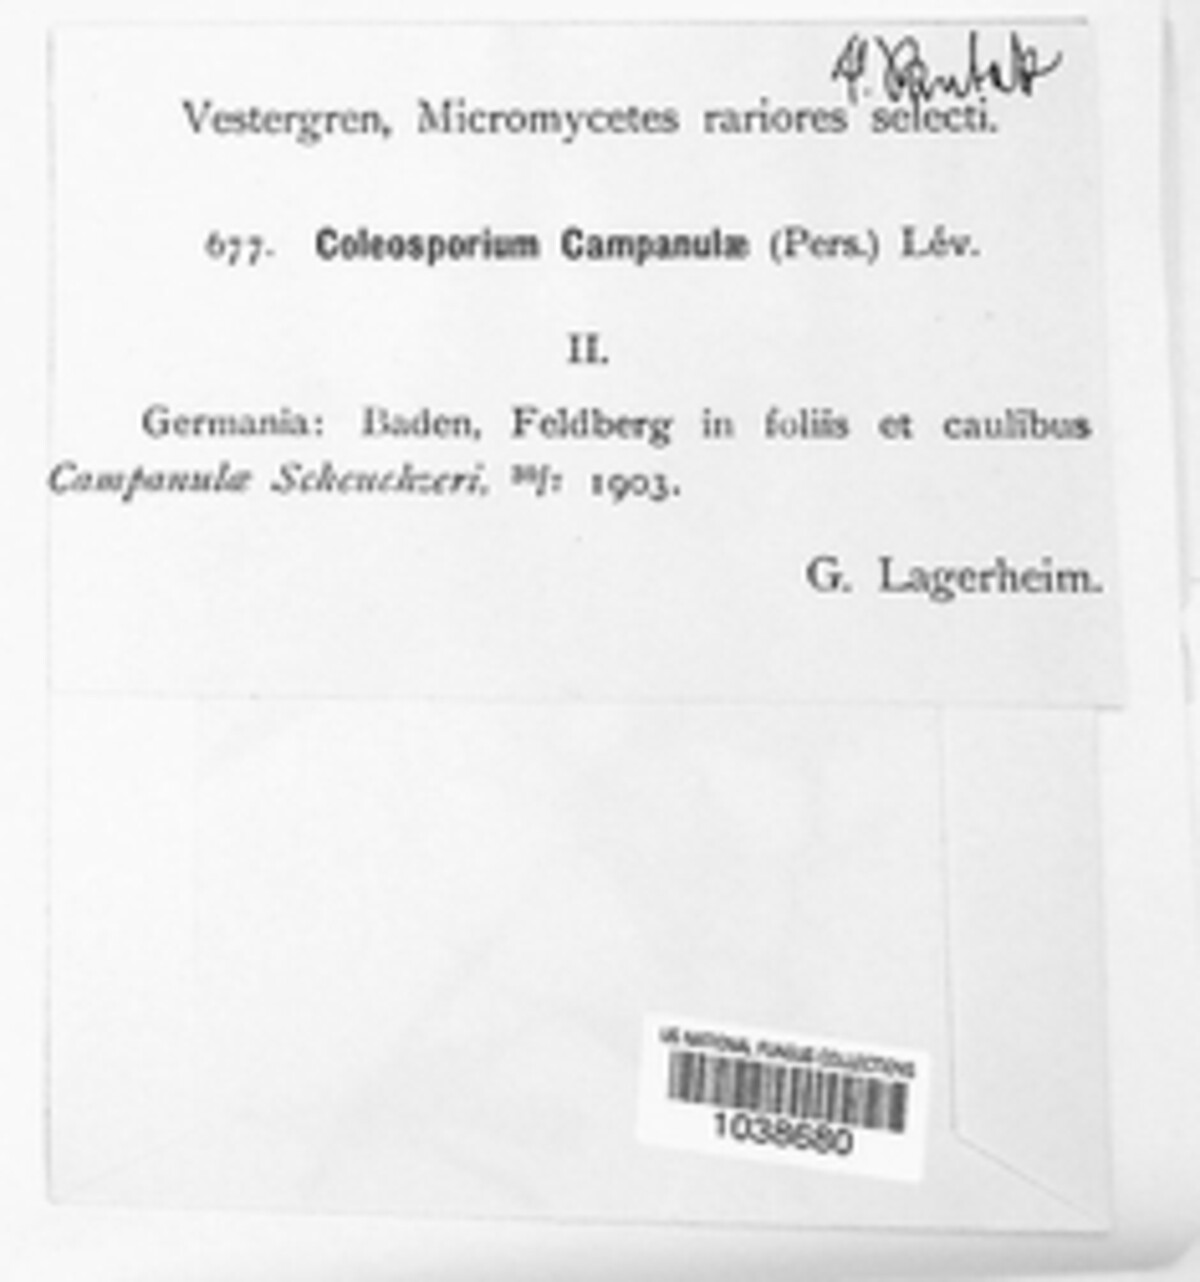 Vestergren, Micromycetes rariores selecti.
677. Coleosporium Campanulæ (Pers.) Lév.
II.
Germania: Baden, Feldberg in foliis et caulibus
Campanulæ Scheuchzeri, 1903.
G. Lagerheim.
US NATIONAL FUNGUS COLLECTIONS
1038680